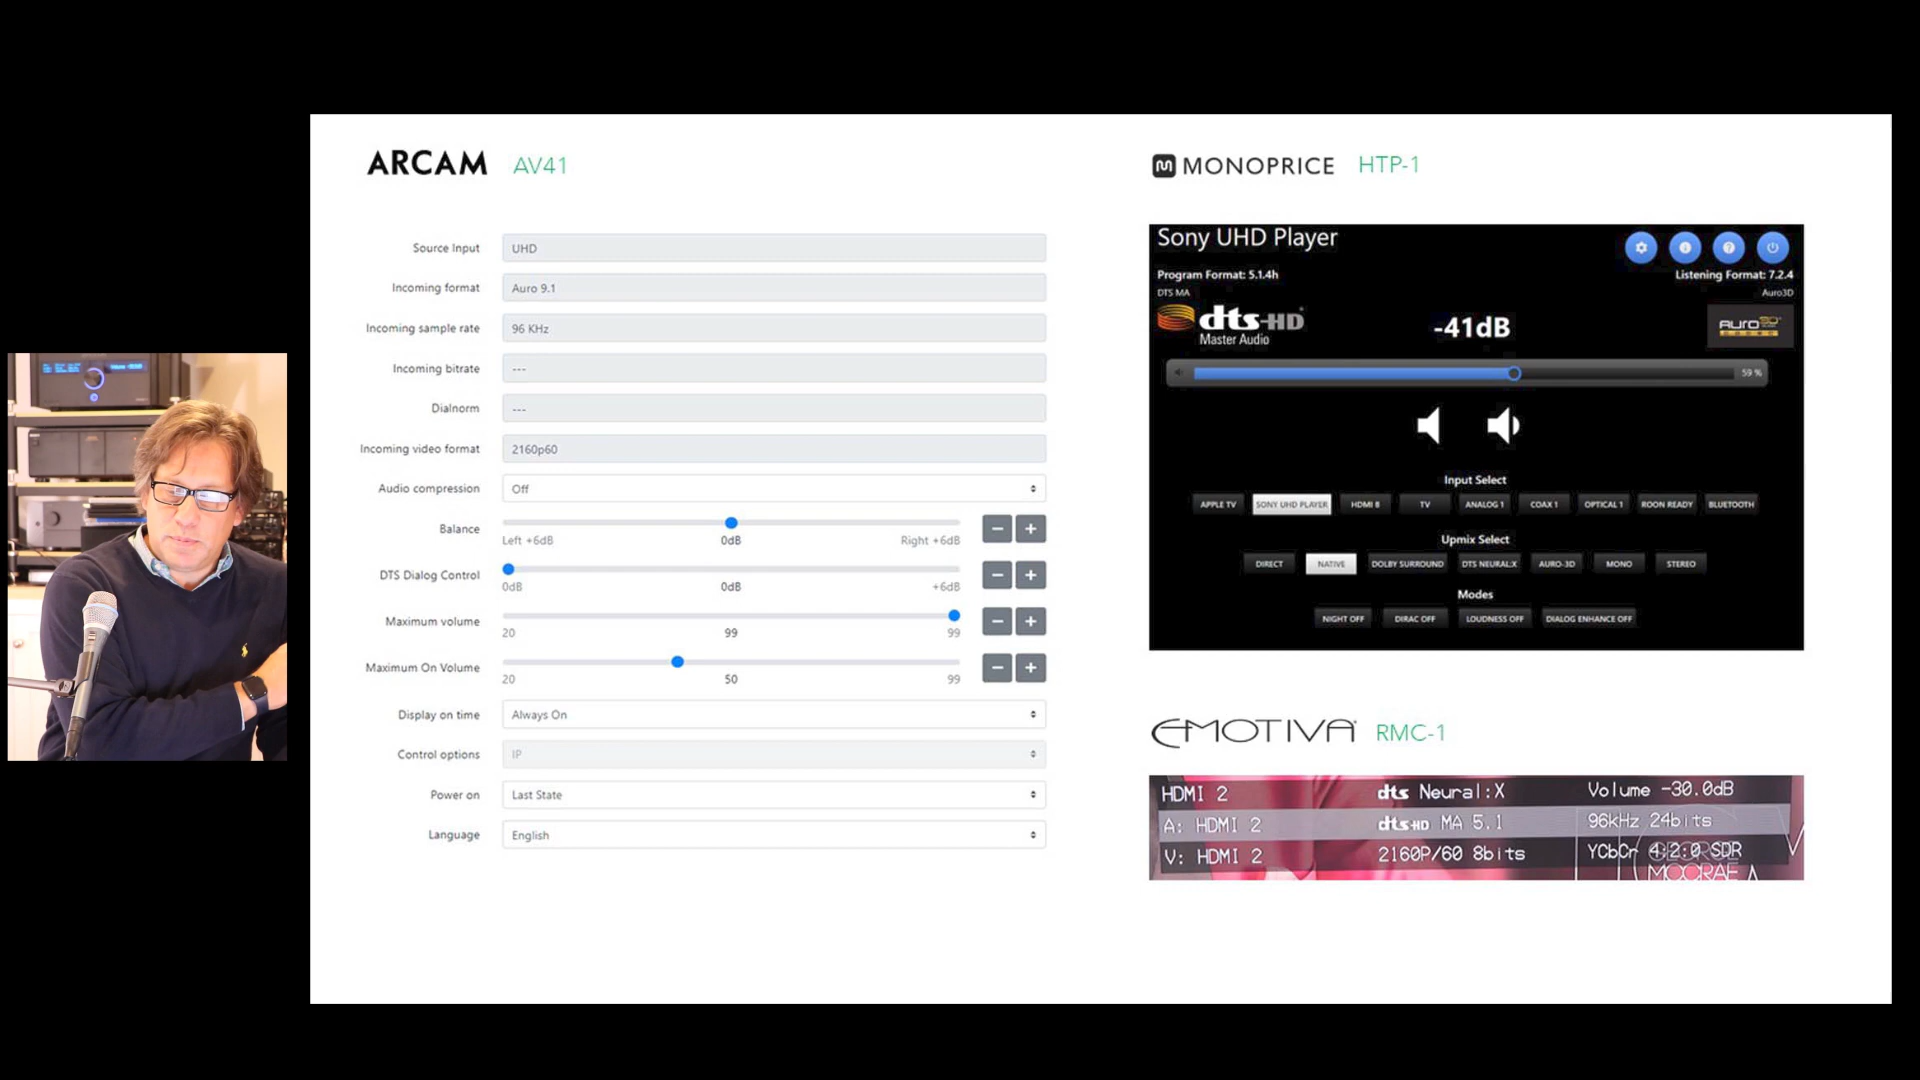 ARCAM AV41
Source Input UHD
Incoming format Auro 9.1
Incoming sample rate 96 KHz
Incoming bitrate ---
Dialnorm ---
Incoming video format 2160p60
Audio compression Off
Balance
Left +6dB 0dB Right +6dB
DTS Dialog Control
0dB 0dB +6dB
Maximum volume
20 99 99
Maximum On Volume
20 50 99
Display on time Always On
Control options IP
Power on Last State
Language English
MONOPRICE HTP-1
Sony UHD Player
Program Format: 5.1.4h Listening Format: 7.2.4
DTS MA Auro3D
dts-HD
Master Audio
-41dB
59 %
Input Select
APPLE TV SONY UHD PLAYER HDMI 8 TV ANALOG 1 COAX 1 OPTICAL 1 ROON READY BLUETOOTH
Upmix Select
DIRECT NATIVE DOLBY SURROUND DTS NEURAL:X AURO-3D MONO STEREO
Modes
NIGHT OFF DIRAC OFF LOUDNESS OFF DIALOG ENHANCE OFF
EMOTIVA RMC-1
HDMI 2 dts Neural:X Volume -30.0dB
A: HDMI 2 dts-HD MA 5.1 96kHz 24bits
V: HDMI 2 2160P/60 8bits YCbCr 4:2:0 SDR